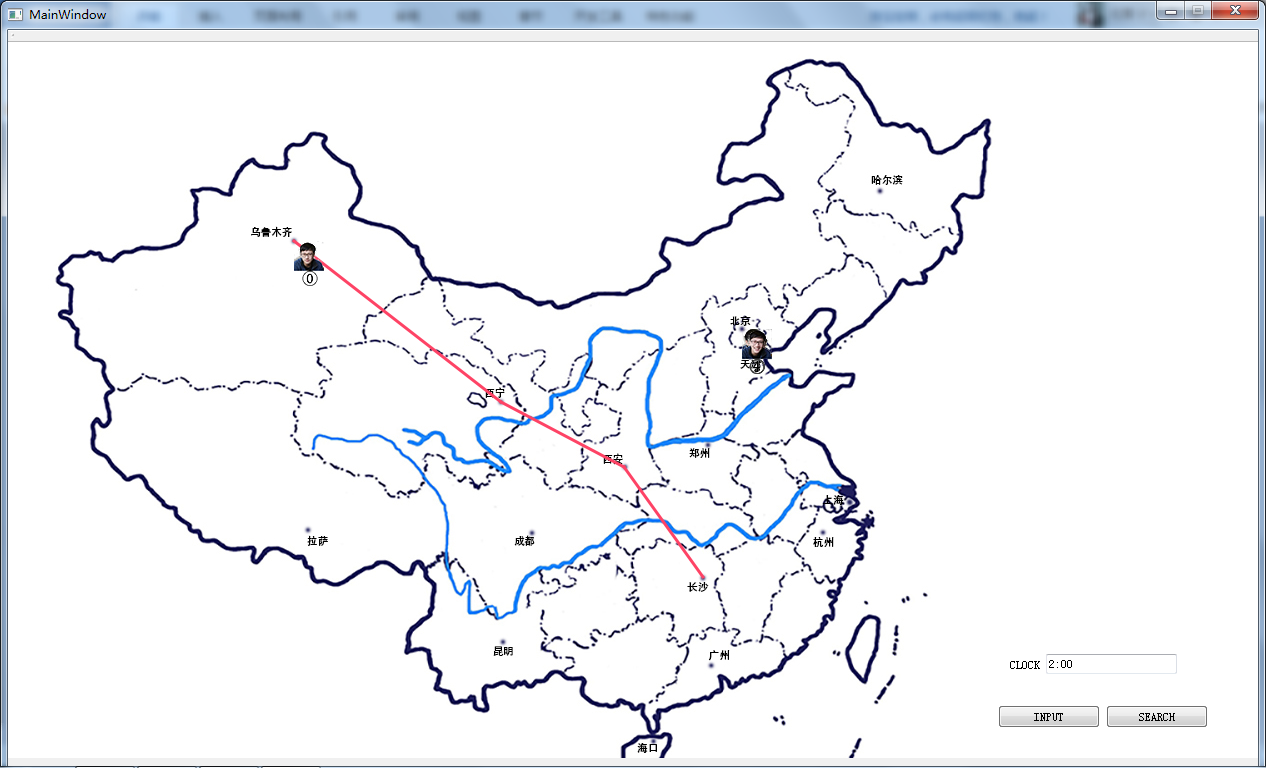 MainWindow
哈尔滨
乌鲁木齐
⓪
北京
天
西宁
郑州
西安
上海
拉萨
成都
杭州
长沙
昆明
广州
CLOCK 2:00
INPUT SEARCH
海口